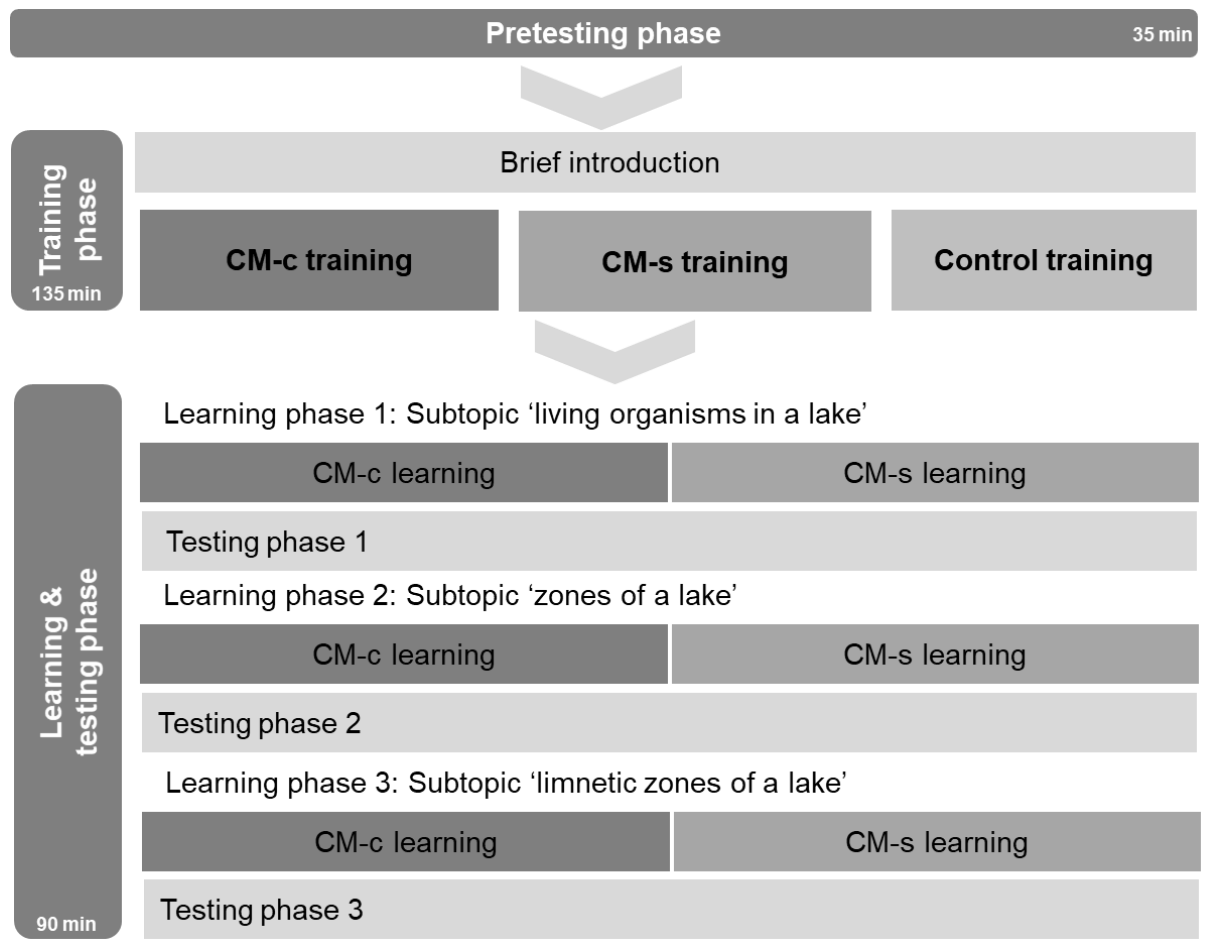 Pretesting phase
35 min
Training
phase
135 min
Brief introduction
CM-c training
CM-s training
Control training
Learning &
testing phase
90 min
Learning phase 1: Subtopic ‘living organisms in a lake’
CM-c learning
CM-s learning
Testing phase 1
Learning phase 2: Subtopic ‘zones of a lake’
CM-c learning
CM-s learning
Testing phase 2
Learning phase 3: Subtopic ‘limnetic zones of a lake’
CM-c learning
CM-s learning
Testing phase 3